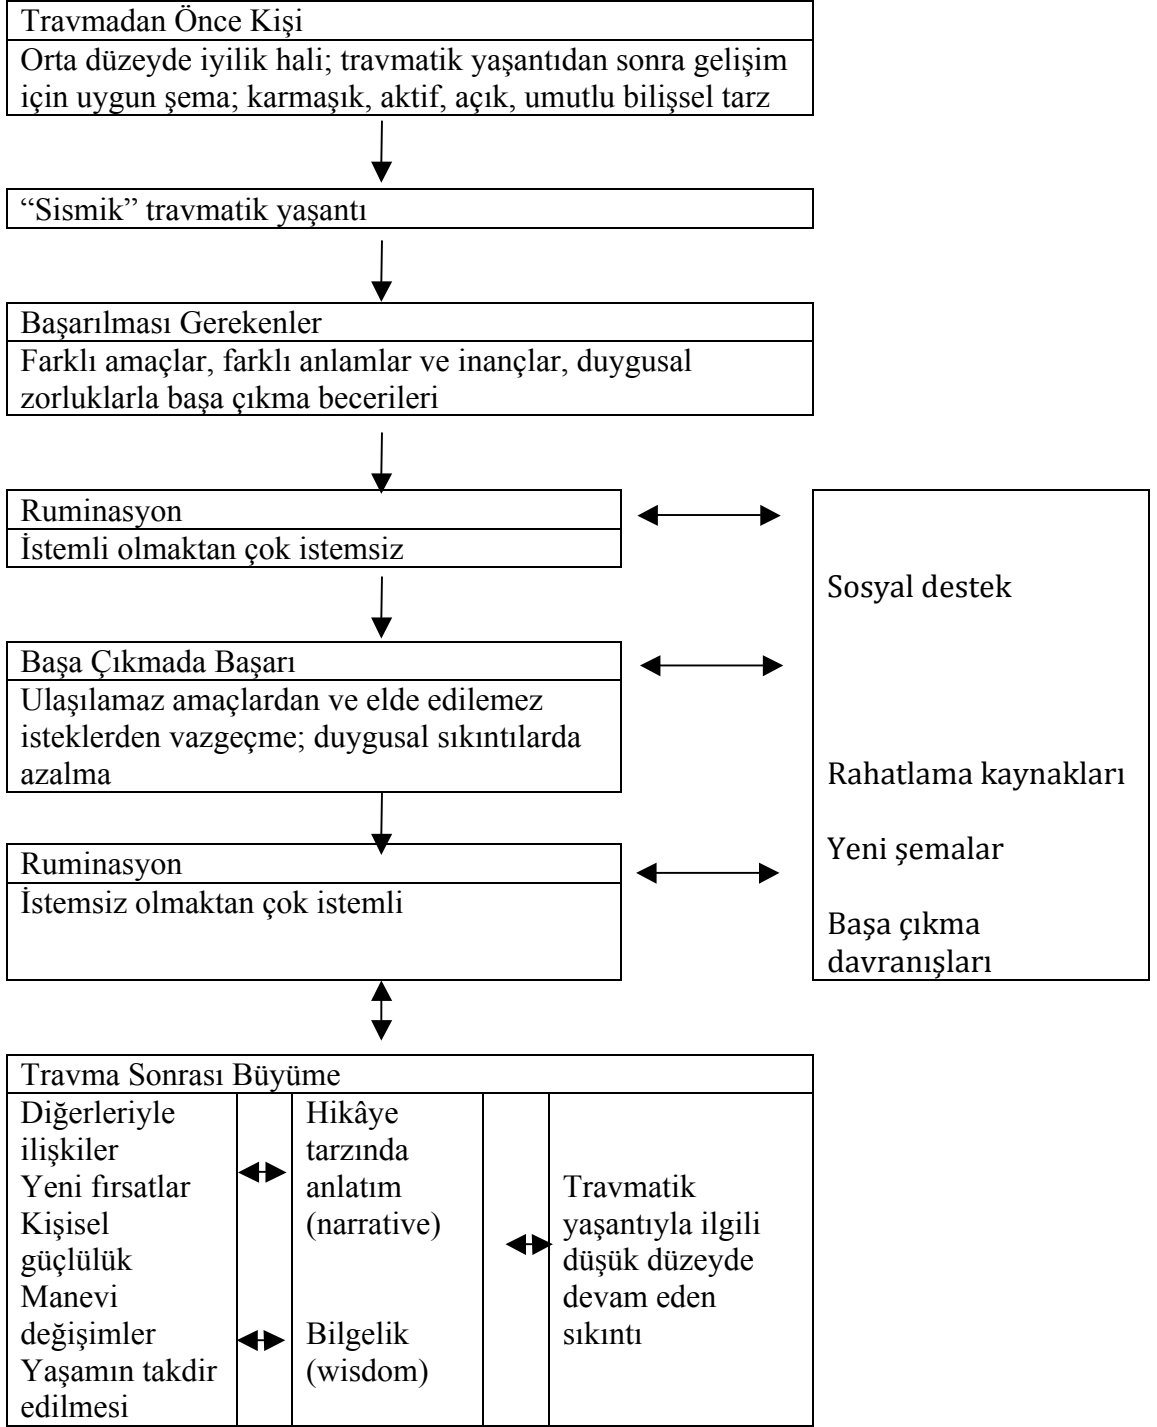 Travmadan Önce Kişi
Orta düzeyde iyilik hali; travmatik yaşantıdan sonra gelişim
için uygun şema; karmaşık, aktif, açık, umutlu bilişsel tarz
“Sismik” travmatik yaşantı
Başarılması Gerekenler
Farklı amaçlar, farklı anlamlar ve inançlar, duygusal
zorluklarla başa çıkma becerileri
Ruminasyon
İstemli olmaktan çok istemsiz
Başa Çıkmada Başarı
Ulaşılamaz amaçlardan ve elde edilemez
isteklerden vazgeçme; duygusal sıkıntılarda
azalma
Ruminasyon
İstemsiz olmaktan çok istemli
Sosyal destek
Rahatlama kaynakları
Yeni şemalar
Başa çıkma
davranışları
Travma Sonrası Büyüme
Diğerleriyle
ilişkiler
Yeni fırsatlar
Kişisel
güçlülük
Manevi
değişimler
Yaşamın takdir
edilmesi
Hikâye
tarzında
anlatım
(narrative)
Bilgelik
(wisdom)
Travmatik
yaşantıyla ilgili
düşük düzeyde
devam eden
sıkıntı